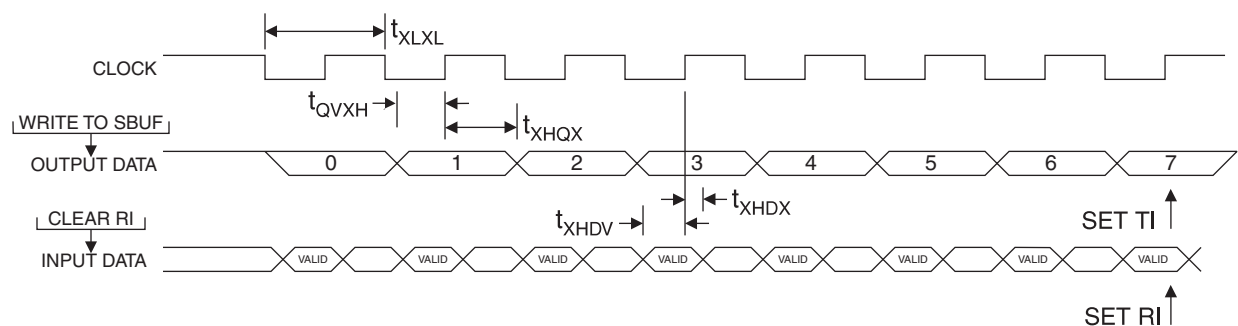 tXLXL
CLOCK
tQVXH
tXHQX
WRITE TO SBUF
OUTPUT DATA
0 1 2 3 4 5 6 7
tXHDX
tXHDV
SET TI
CLEAR RI
INPUT DATA
VALID VALID VALID VALID VALID VALID VALID VALID
SET RI